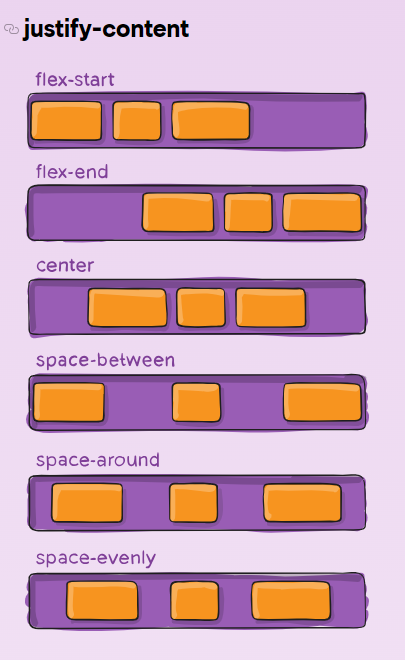 justify-content
flex-start
flex-end
center
space-between
space-around
space-evenly